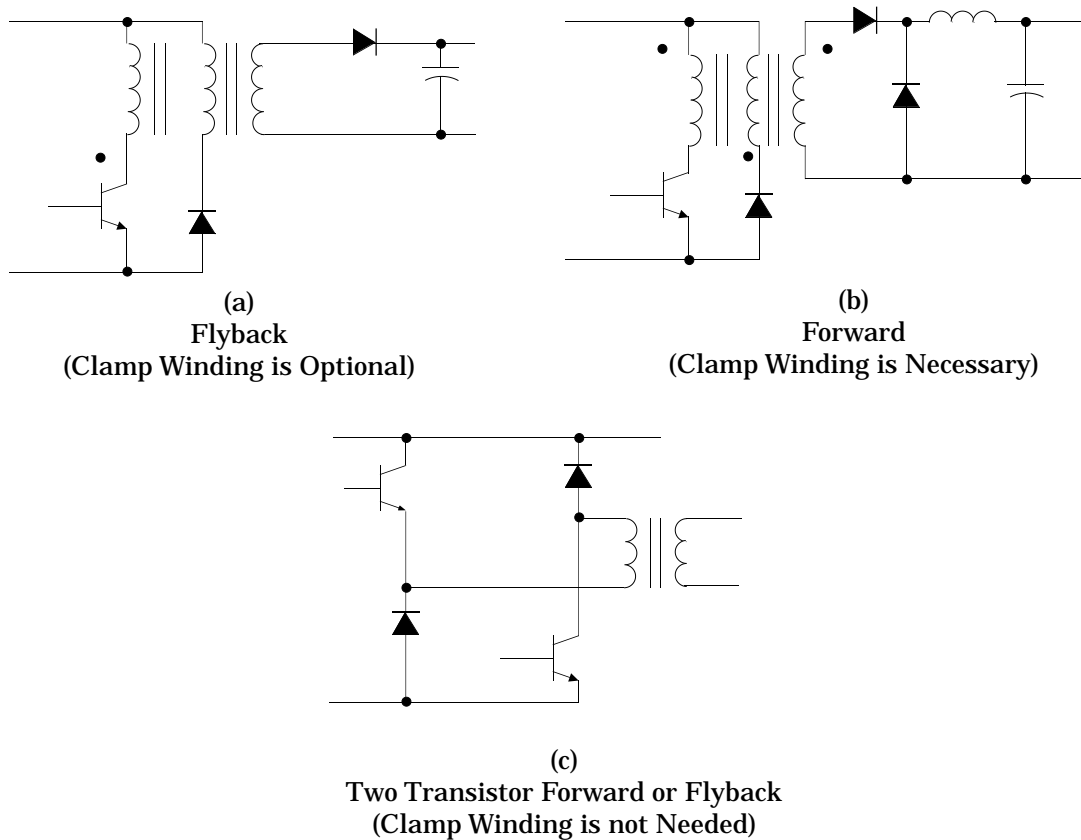 (a)
Flyback
(Clamp Winding is Optional)
(b)
Forward
(Clamp Winding is Necessary)
(c)
Two Transistor Forward or Flyback
(Clamp Winding is not Needed)